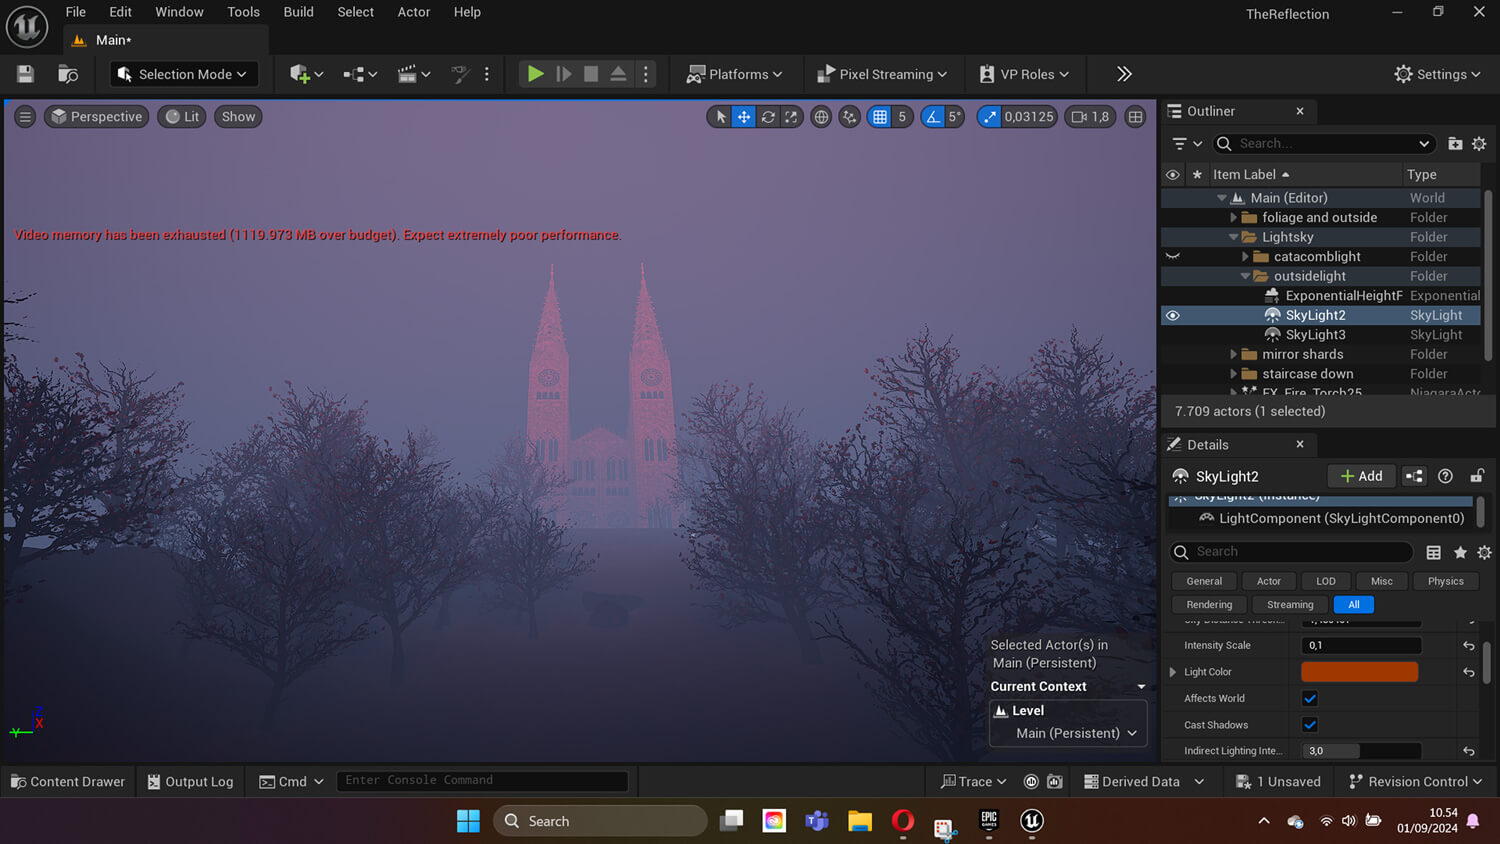 File Edit Window Tools Build Select Actor Help
TheReflection
Main*
Selection Mode
Platforms
Pixel Streaming
VP Roles
Settings
Perspective
Lit
Show
5
5°
0,03125
1,8
Video memory has been exhausted (1119.973 MB over budget). Expect extremely poor performance.
Z
X
Y
Selected Actor(s) in
Main (Persistent)
Current Context
Level
Main (Persistent)
Outliner
Search...
Item Label Type
Main (Editor) World
foliage and outside Folder
Lightsky Folder
catacomblight Folder
outsidelight Folder
ExponentialHeightF Exponential
SkyLight2 SkyLight
SkyLight3 SkyLight
mirror shards Folder
staircase down Folder
FX_Fire_Torch25 NiagaraActo
7.709 actors (1 selected)
Details
SkyLight2
Add
SkyLight2 (Instance)
LightComponent (SkyLightComponent0)
Search
General Actor LOD Misc Physics
Rendering Streaming All
Sky Distance Thresh...
Intensity Scale 0,1
Light Color
Affects World
Cast Shadows
Indirect Lighting Inte... 3,0
Content Drawer
Output Log
Cmd
Enter Console Command
Trace
Derived Data
1 Unsaved
Revision Control
Search
EPIC
GAMES
10.54
01/09/2024